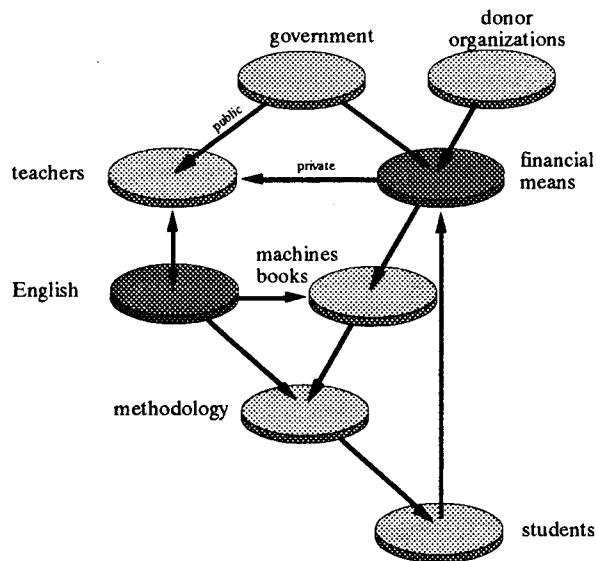 government
donor
organizations
public
teachers
private
financial
means
machines
books
English
methodology
students